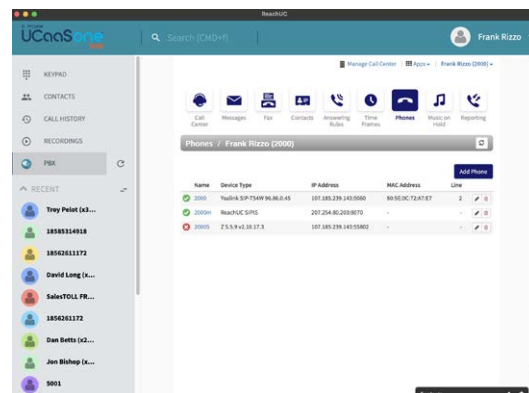 ReachUC
UCaaSone
Search (CMD+f)
Frank Rizzo
Manage Call Center
Apps
Frank Rizzo (2000)
KEYPAD
CONTACTS
CALL HISTORY
RECORDINGS
PBX
RECENT
Troy Pelot (x3...
18585314918
18562611172
David Long (x...
SalesTOLL FR...
1856261172
Dan Betts (x2...
Jon Bishop (x...
5001
Call Center
Messages
Fax
Contacts
Answering Rules
Time Frames
Phones
Music on Hold
Reporting
Phones / Frank Rizzo (2000)
Add Phone
Name Device Type IP Address MAC Address Line
2000 Yealink SIP-T54W 96.86.0.45 107.185.239.143:5060 80:5E:0C:72:A7:E7 2
2000m ReachUC SIPIS 207.254.80.203:8070 - -
2000S Z 5.5.9 v2.10.17.3 107.185.239.143:55802 - -